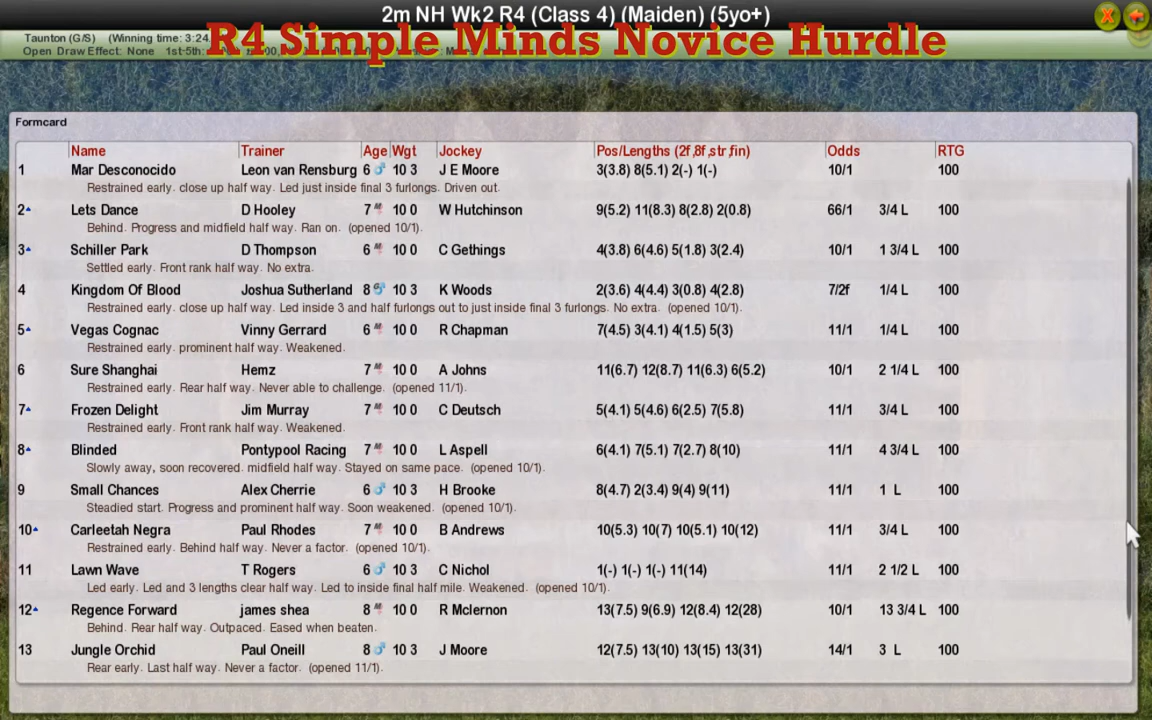 2m NH Wk2 R4 (Class 4) (Maiden) (5yo+)
R4 Simple Minds Novice Hurdle
Taunton (G/S) (Winning time: 3:24.
Open Draw Effect: None 1st-5th:
Formcard
Name Trainer Age Wgt Jockey Pos/Lengths (2f,8f,str,fin) Odds RTG
1 Mar Desconocido Leon van Rensburg 6 10 3 J E Moore 3(3.8) 8(5.1) 2(-) 1(-) 10/1 100
Restrained early. close up half way. Led just inside final 3 furlongs. Driven out.
2 Lets Dance D Hooley 7 10 0 W Hutchinson 9(5.2) 11(8.3) 8(2.8) 2(0.8) 66/1 3/4 L 100
Behind. Progress and midfield half way. Ran on. (opened 10/1).
3 Schiller Park D Thompson 6 10 0 C Gethings 4(3.8) 6(4.6) 5(1.8) 3(2.4) 10/1 1 3/4 L 100
Settled early. Front rank half way. No extra.
4 Kingdom Of Blood Joshua Sutherland 8 10 3 K Woods 2(3.6) 4(4.4) 3(0.8) 4(2.8) 7/2f 1/4 L 100
Restrained early. close up half way. Led inside 3 and half furlongs out to just inside final 3 furlongs. No extra. (opened 10/1).
5 Vegas Cognac Vinny Gerrard 6 10 0 R Chapman 7(4.5) 3(4.1) 4(1.5) 5(3) 11/1 1/4 L 100
Restrained early. prominent half way. Weakened.
6 Sure Shanghai Hemz 7 10 0 A Johns 11(6.7) 12(8.7) 11(6.3) 6(5.2) 10/1 2 1/4 L 100
Restrained early. Rear half way. Never able to challenge. (opened 11/1).
7 Frozen Delight Jim Murray 7 10 0 C Deutsch 5(4.1) 5(4.6) 6(2.5) 7(5.8) 11/1 3/4 L 100
Restrained early. Front rank half way. Weakened.
8 Blinded Pontypool Racing 7 10 0 L Aspell 6(4.1) 7(5.1) 7(2.7) 8(10) 11/1 4 3/4 L 100
Slowly away, soon recovered. midfield half way. Stayed on same pace. (opened 10/1).
9 Small Chances Alex Cherrie 6 10 3 H Brooke 8(4.7) 2(3.4) 9(4) 9(11) 11/1 1 L 100
Steadied start. Progress and prominent half way. Soon weakened. (opened 10/1).
10 Carleetah Negra Paul Rhodes 7 10 0 B Andrews 10(5.3) 10(7) 10(5.1) 10(12) 11/1 3/4 L 100
Restrained early. Behind half way. Never a factor. (opened 10/1).
11 Lawn Wave T Rogers 6 10 3 C Nichol 1(-) 1(-) 1(-) 11(14) 11/1 2 1/2 L 100
Led early. Led and 3 lengths clear half way. Led to inside final half mile. Weakened. (opened 10/1).
12 Regence Forward james shea 8 10 0 R Mclernon 13(7.5) 9(6.9) 12(8.4) 12(28) 10/1 13 3/4 L 100
Behind. Rear half way. Outpaced. Eased when beaten.
13 Jungle Orchid Paul Oneill 8 10 3 J Moore 12(7.5) 13(10) 13(15) 13(31) 14/1 3 L 100
Rear early. Last half way. Never a factor. (opened 11/1).